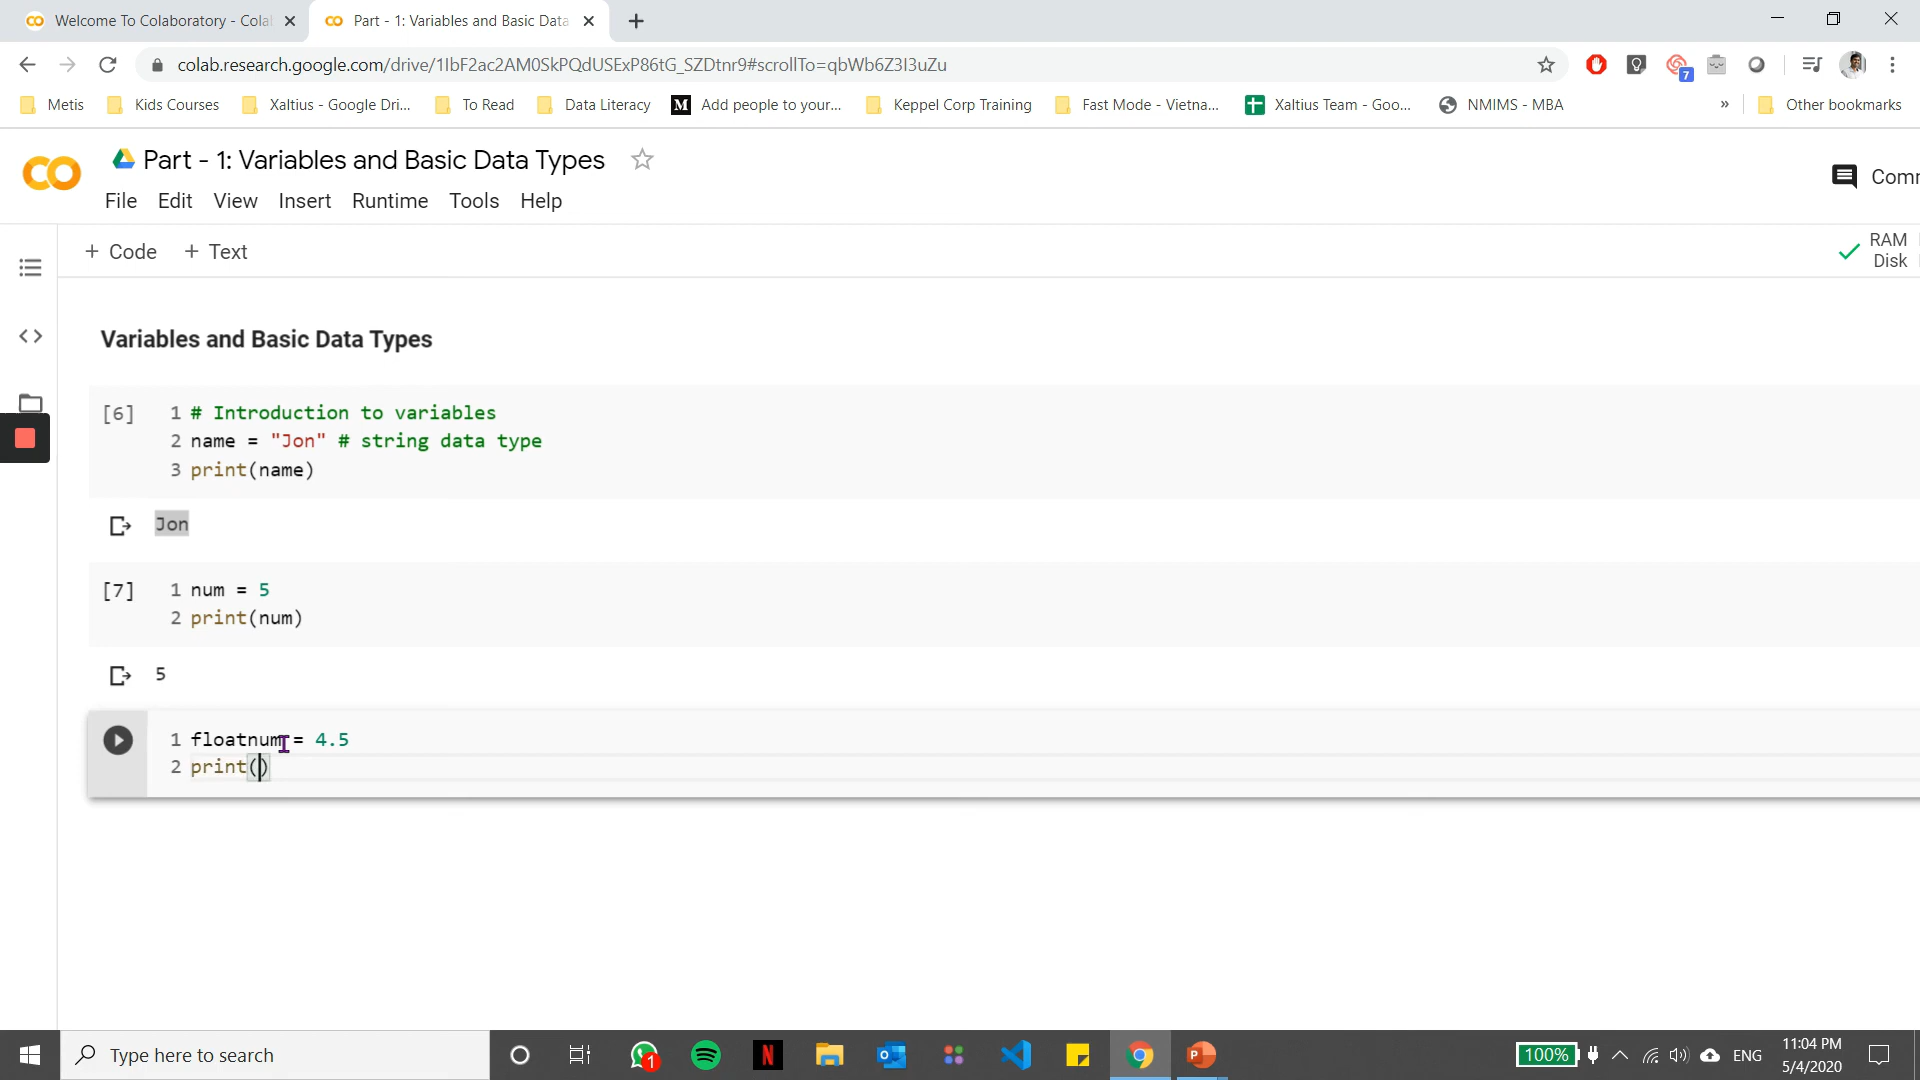 Welcome To Colaboratory - Cola
Part - 1: Variables and Basic Data
colab.research.google.com/drive/1IbF2ac2AM0SkPQdUSExP86tG_SZDtnr9#scrollTo=qbWb6Z3I3uZu
7
Metis
Kids Courses
Xaltius - Google Dri...
To Read
Data Literacy
M Add people to your...
Keppel Corp Training
Fast Mode - Vietna...
Xaltius Team - Goo...
NMIMS - MBA
»
Other bookmarks
Part - 1: Variables and Basic Data Types
Comm
File Edit View Insert Runtime Tools Help
+ Code + Text
RAM
Disk
Variables and Basic Data Types
[6]
1 # Introduction to variables
2 name = "Jon" # string data type
3 print(name)
Jon
[7]
1 num = 5
2 print(num)
5
1 floatnum = 4.5
2 print()
Type here to search
1
N
P
100%
ENG
11:04 PM
5/4/2020